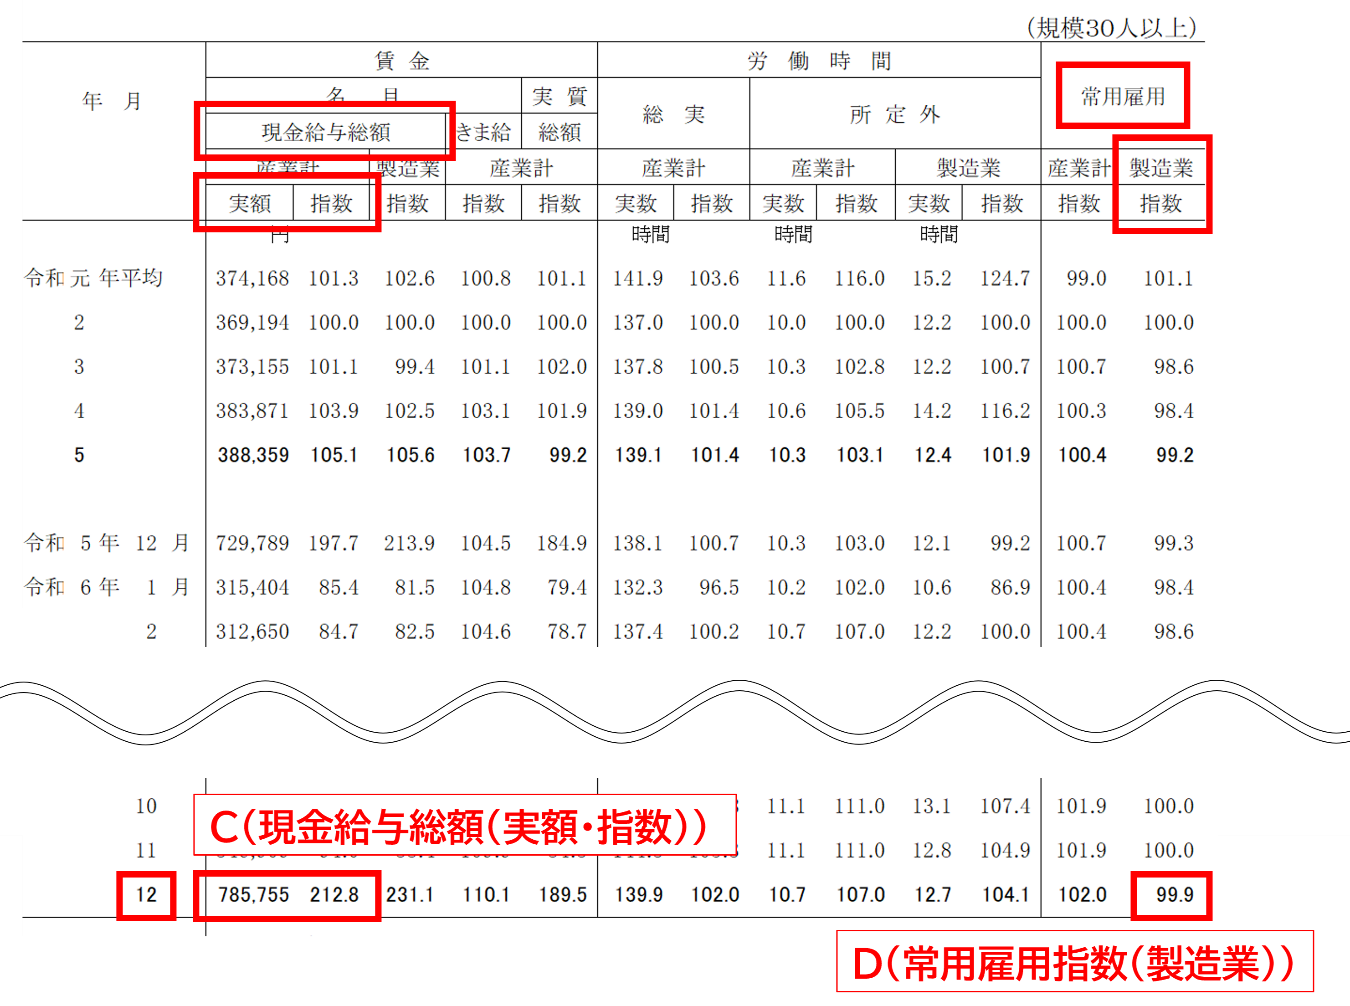 （規模30人以上）
賃 金 労 働 時 間
年 月 名 目 実 質 総 実 所 定 外 常用雇用
現金給与総額 きま給 総額
産業計 製造業 産業計 産業計 産業計 製造業 産業計 製造業
実額 指数 指数 指数 指数 実数 指数 実数 指数 実数 指数 指数 指数
円 時間 時間 時間
令和 元 年平均 374,168 101.3 102.6 100.8 101.1 141.9 103.6 11.6 116.0 15.2 124.7 99.0 101.1
2 369,194 100.0 100.0 100.0 100.0 137.0 100.0 10.0 100.0 12.2 100.0 100.0 100.0
3 373,155 101.1 99.4 101.1 102.0 137.8 100.5 10.3 102.8 12.2 100.7 100.7 98.6
4 383,871 103.9 102.5 103.1 101.9 139.0 101.4 10.6 105.5 14.2 116.2 100.3 98.4
5 388,359 105.1 105.6 103.7 99.2 139.1 101.4 10.3 103.1 12.4 101.9 100.4 99.2
令和 5 年 12 月 729,789 197.7 213.9 104.5 184.9 138.1 100.7 10.3 103.0 12.1 99.2 100.7 99.3
令和 6 年 1 月 315,404 85.4 81.5 104.8 79.4 132.3 96.5 10.2 102.0 10.6 86.9 100.4 98.4
2 312,650 84.7 82.5 104.6 78.7 137.4 100.2 10.7 107.0 12.2 100.0 100.4 98.6
10 11.1 111.0 13.1 107.4 101.9 100.0
C（現金給与総額（実額・指数））
11 11.1 111.0 12.8 104.9 101.9 100.0
12 785,755 212.8 231.1 110.1 189.5 139.9 102.0 10.7 107.0 12.7 104.1 102.0 99.9
D（常用雇用指数（製造業））